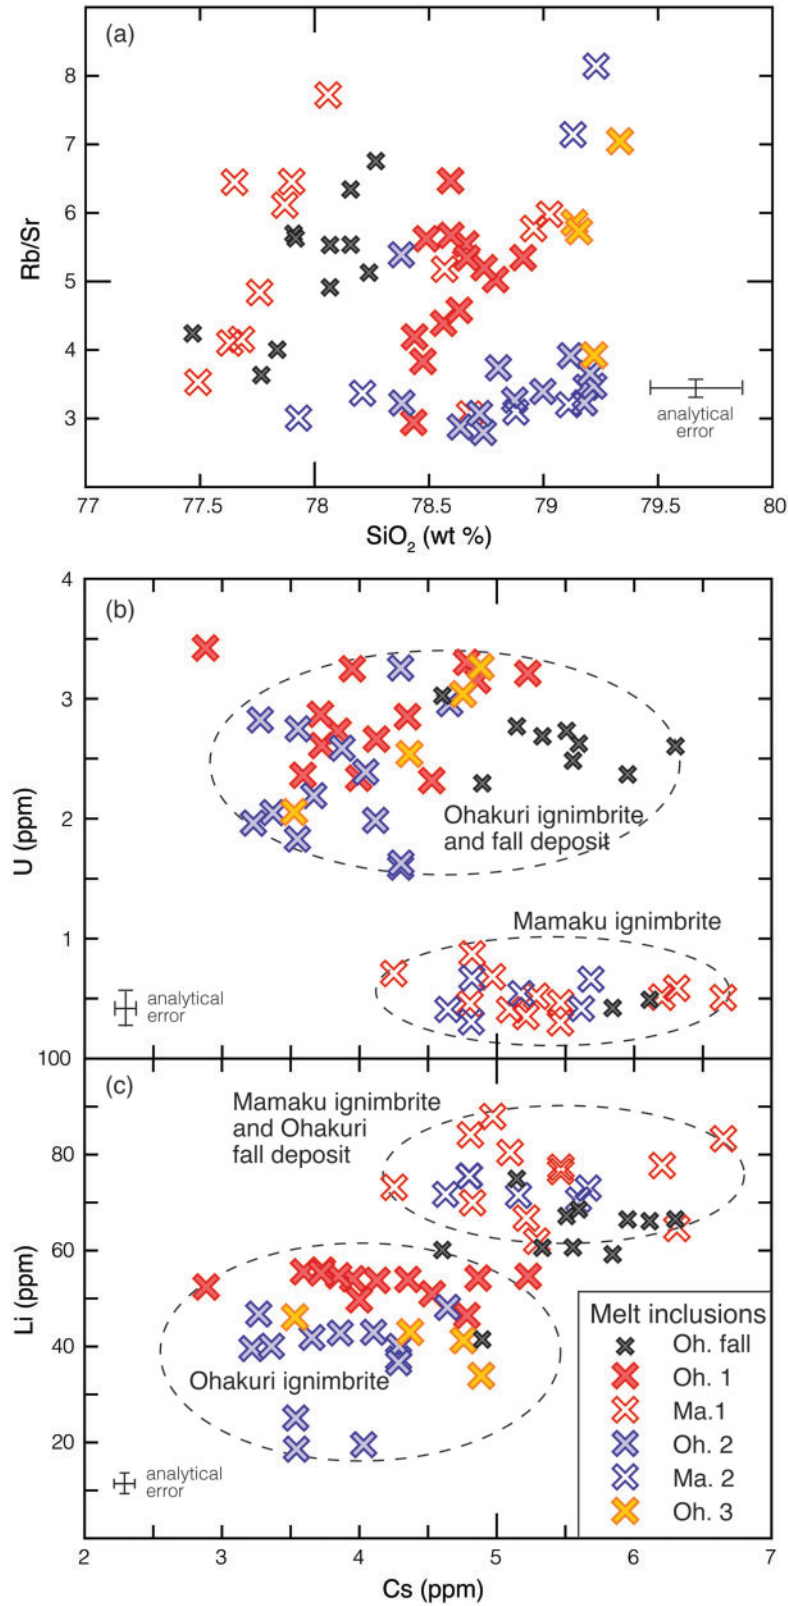 (a)
8
7
6
5
4
3
Rb/Sr
analytical
error
77
77.5
78
78.5
79
79.5
80
SiO2 (wt %)
(b)
4
3
2
1
U (ppm)
Ohakuri ignimbrite
and fall deposit
Mamaku ignimbrite
analytical
error
(c)
100
80
60
40
20
Li (ppm)
Mamaku ignimbrite
and Ohakuri
fall deposit
Ohakuri ignimbrite
analytical
error
Melt inclusions
Oh. fall
Oh. 1
Ma.1
Oh. 2
Ma. 2
Oh. 3
2
3
4
5
6
7
Cs (ppm)